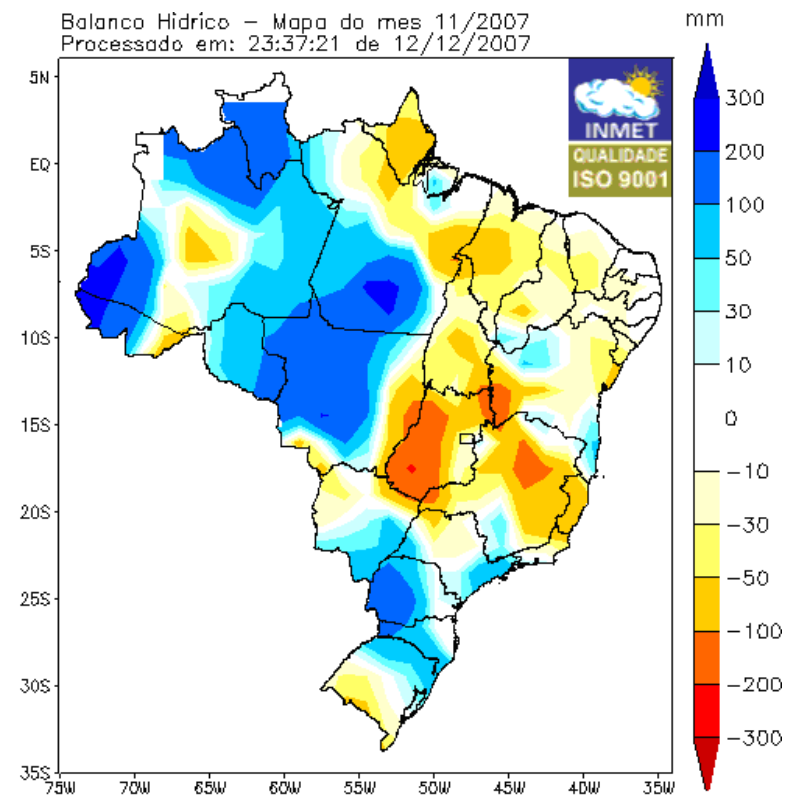 Balanco Hidrico – Mapa do mes 11/2007
Processado em: 23:37:21 de 12/12/2007
mm
INMET
QUALIDADE
ISO 9001
5N
EQ
5S
10S
15S
20S
25S
30S
35S
75W 70W 65W 60W 55W 50W 45W 40W 35W
300
200
100
50
30
10
0
−10
−30
−50
−100
−200
−300